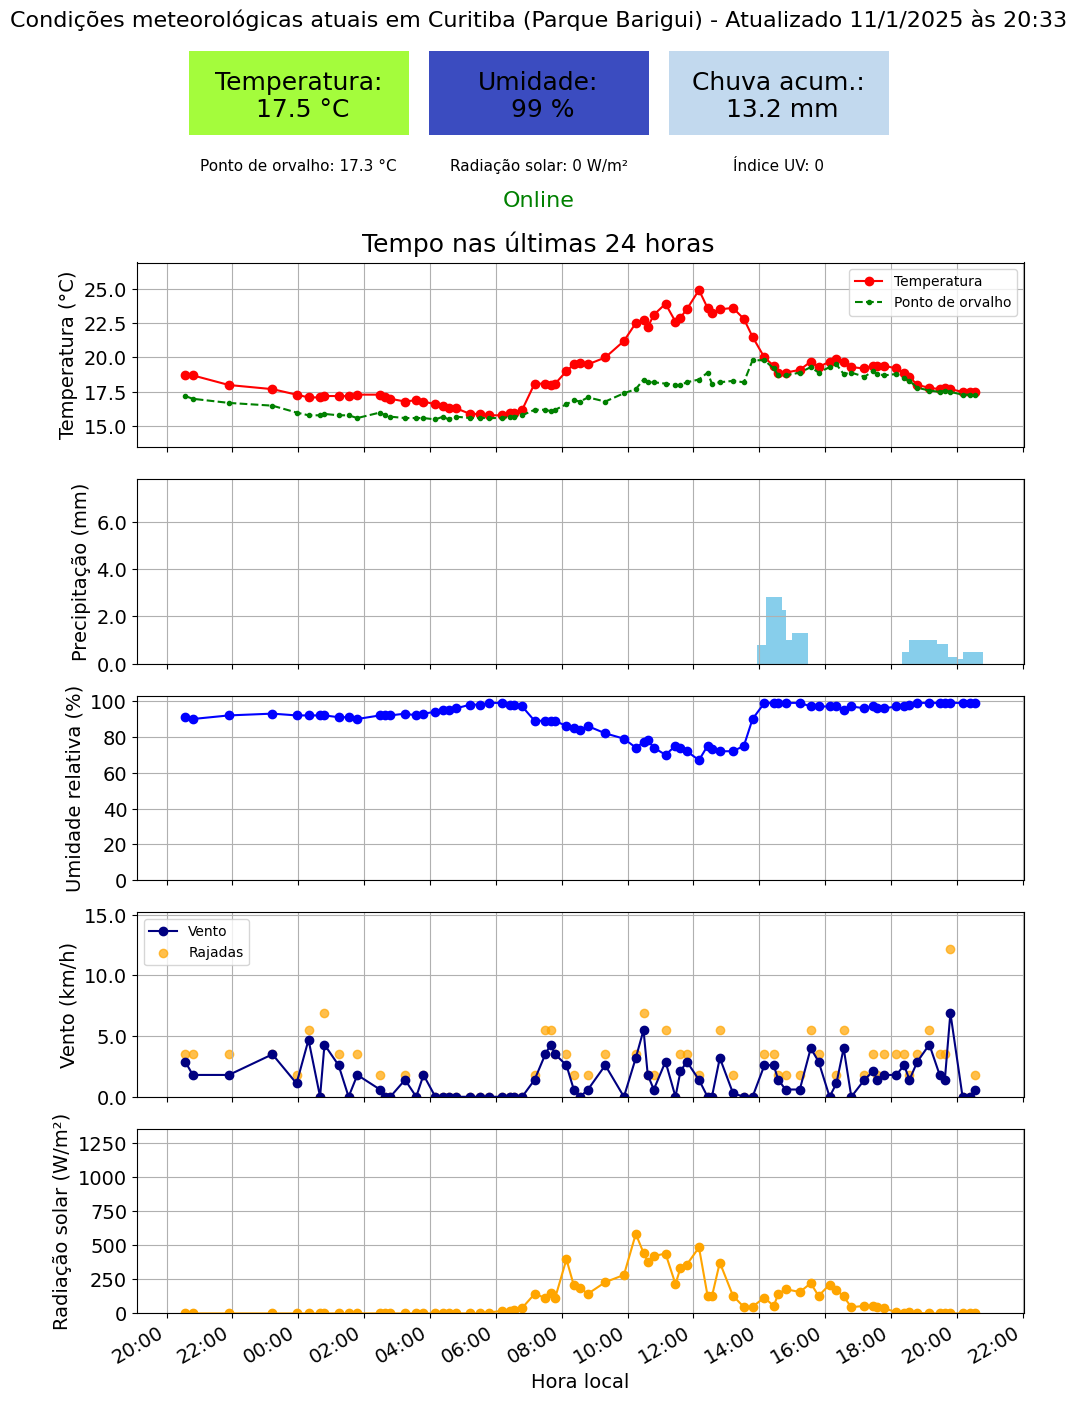 Condições meteorológicas atuais em Curitiba (Parque Barigui) - Atualizado 11/1/2025 às 20:33
Temperatura:
17.5 °C
Umidade:
99 %
Chuva acum.:
13.2 mm
Ponto de orvalho: 17.3 °C
Radiação solar: 0 W/m²
Índice UV: 0
Online
Tempo nas últimas 24 horas
Temperatura (°C)
25.0
22.5
20.0
17.5
15.0
Temperatura
Ponto de orvalho
Precipitação (mm)
6.0
4.0
2.0
0.0
Umidade relativa (%)
100
80
60
40
20
0
Vento (km/h)
15.0
10.0
5.0
0.0
Vento
Rajadas
Radiação solar (W/m²)
1250
1000
750
500
250
0
20:00
22:00
00:00
02:00
04:00
06:00
08:00
10:00
12:00
14:00
16:00
18:00
20:00
22:00
Hora local